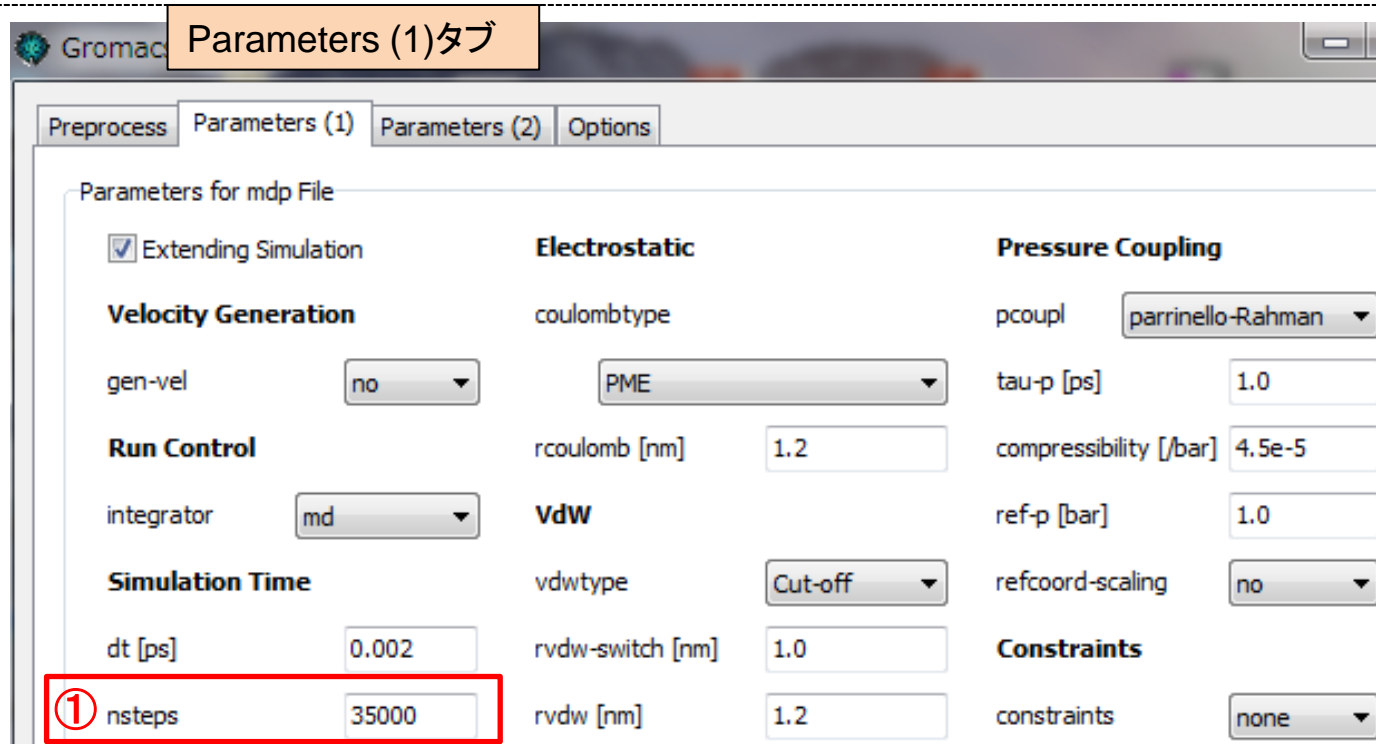 Parameters (1)タブ
Gromacs
Preprocess Parameters (1) Parameters (2) Options
Parameters for mdp File
Extending Simulation Electrostatic Pressure Coupling
Velocity Generation coulombtype pcoupl parrinello-Rahman
gen-vel no PME tau-p [ps] 1.0
Run Control rcoulomb [nm] 1.2 compressibility [/bar] 4.5e-5
integrator md VdW ref-p [bar] 1.0
Simulation Time vdwtype Cut-off refcoord-scaling no
dt [ps] 0.002 rvdw-switch [nm] 1.0 Constraints
① nsteps 35000 rvdw [nm] 1.2 constraints none